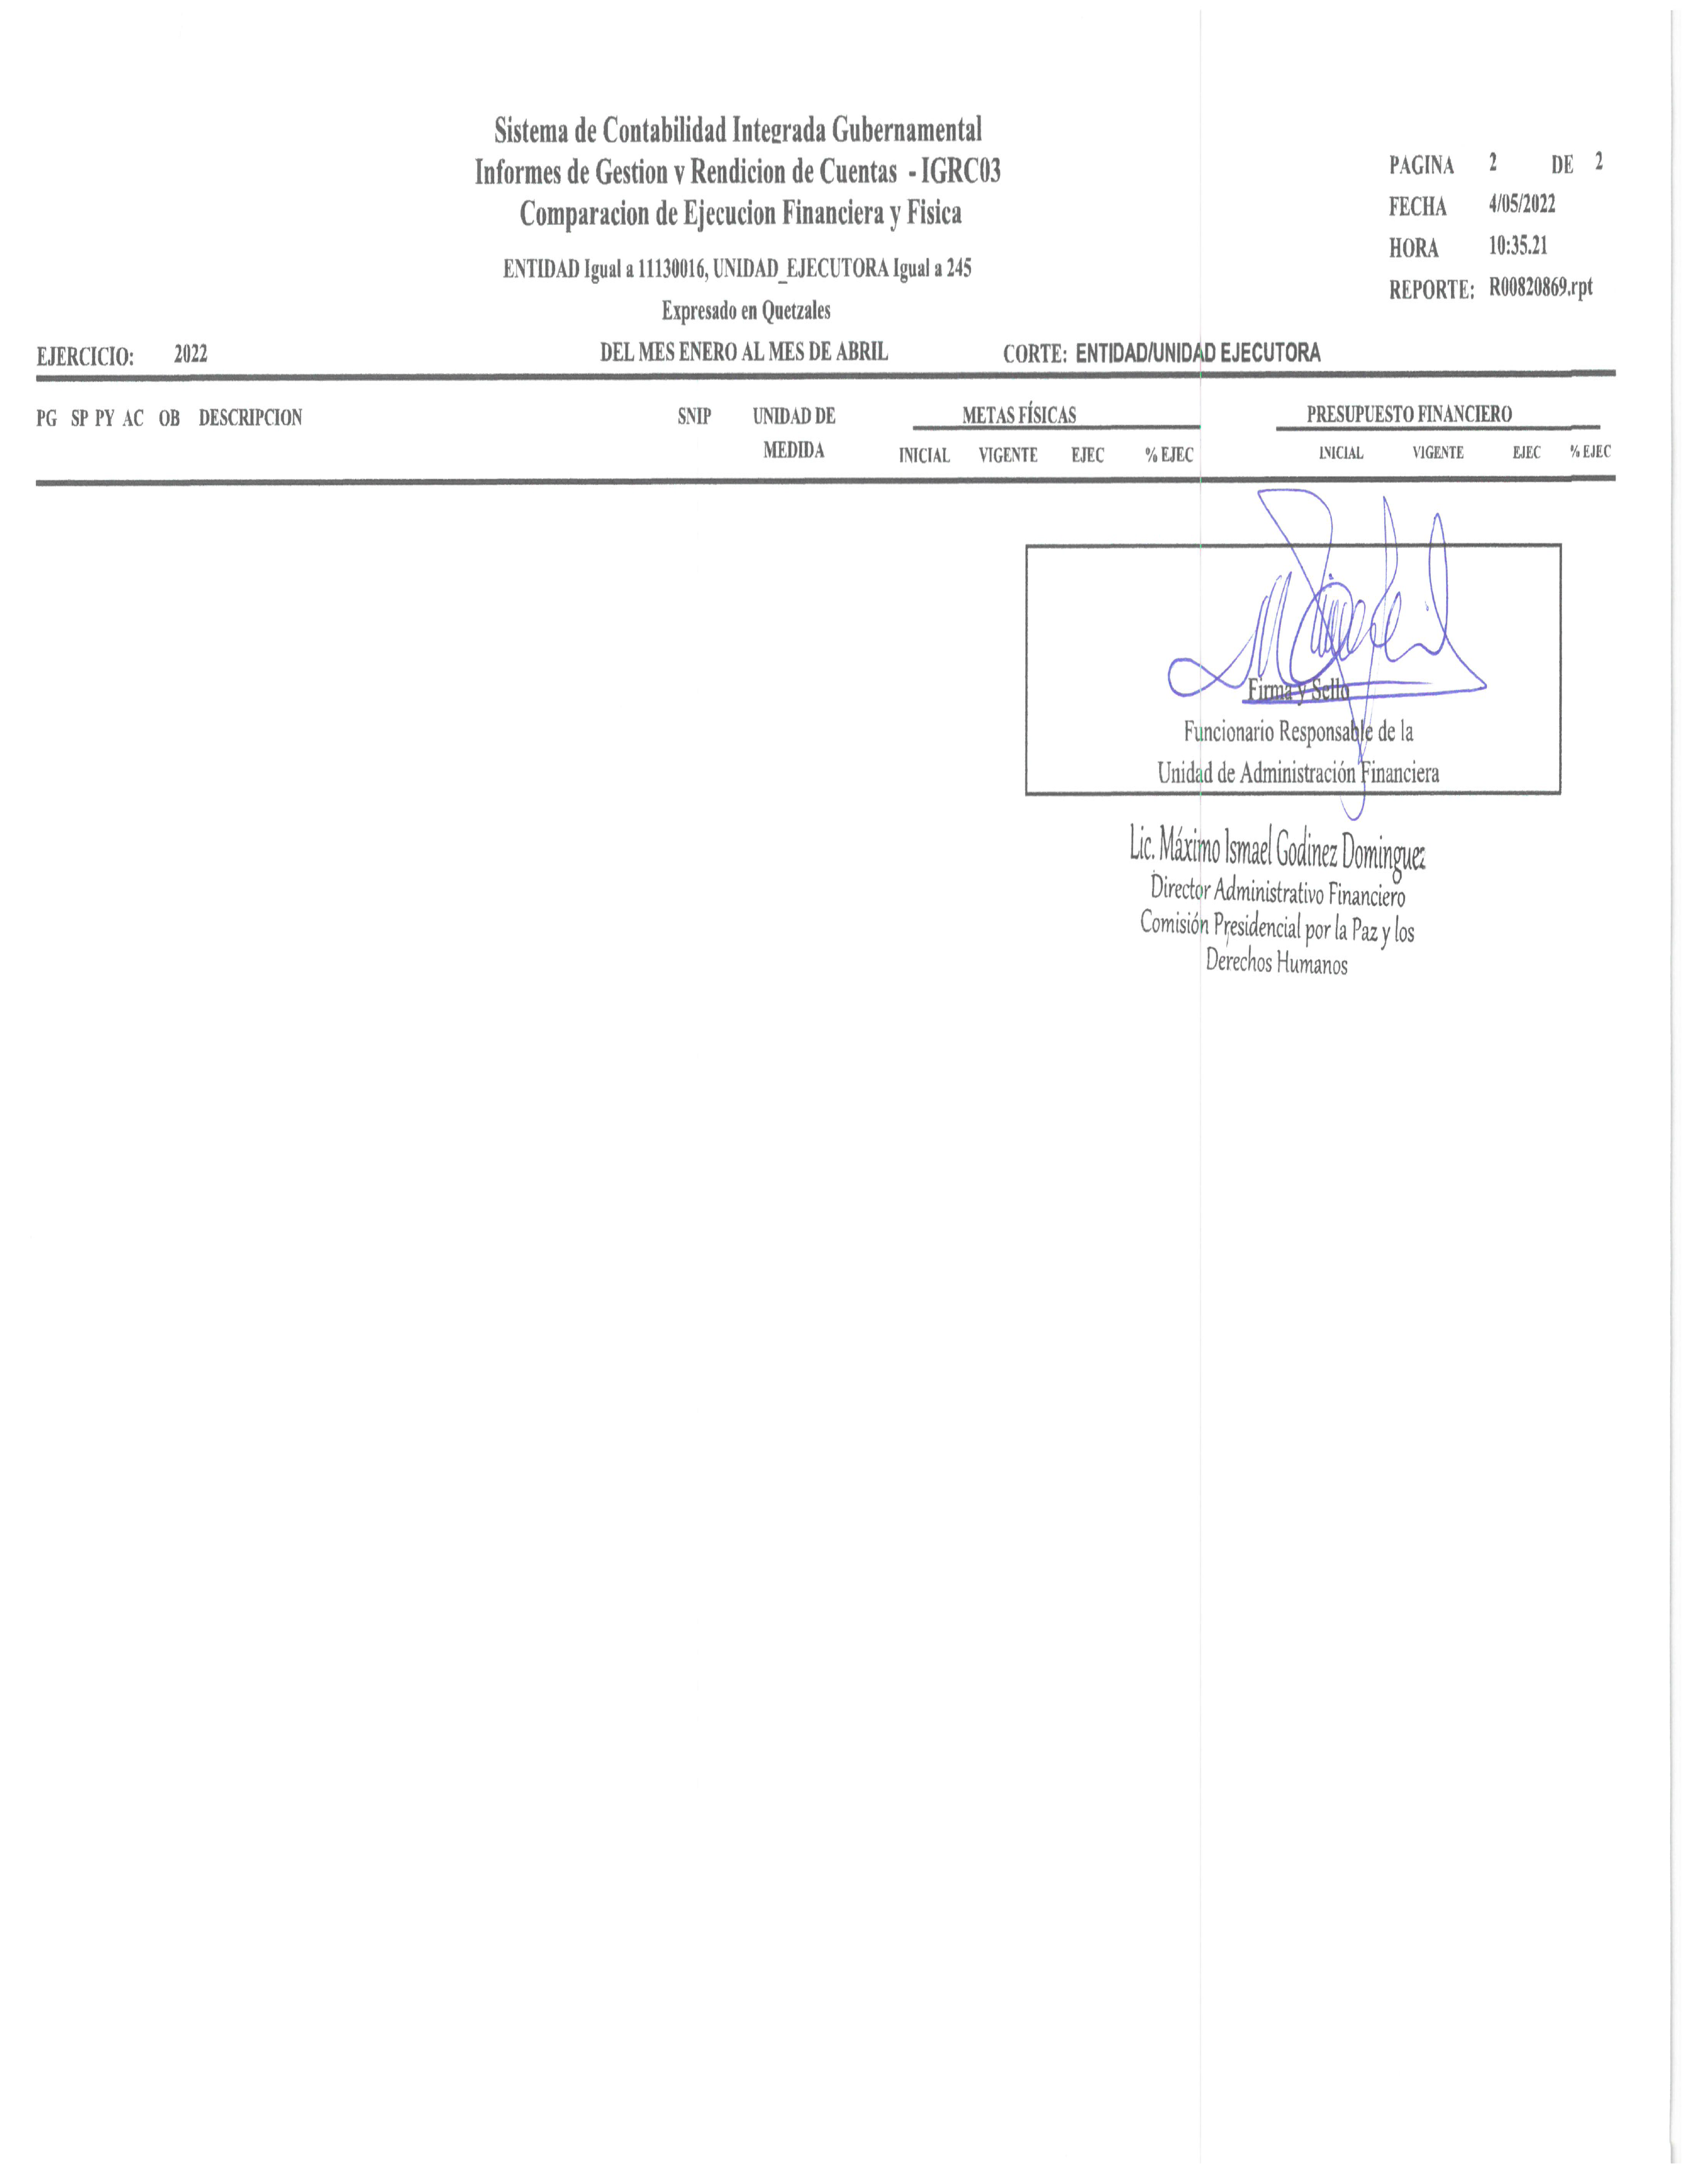 Sistema de Contabilidad Integrada Gubernamental
Informes de Gestion y Rendicion de Cuentas - IGRC03
Comparacion de Ejecucion Financiera y Fisica
ENTIDAD Igual a 11130016, UNIDAD_EJECUTORA Igual a 245
Expresado en Quetzales
PAGINA 2 DE 2
FECHA 4/05/2022
HORA 10:35.21
REPORTE: R00820869.rpt
EJERCICIO: 2022 DEL MES ENERO AL MES DE ABRIL CORTE: ENTIDAD/UNIDAD EJECUTORA
PG SP PY AC OB DESCRIPCION SNIP UNIDAD DE METAS FÍSICAS PRESUPUESTO FINANCIERO
MEDIDA INICIAL VIGENTE EJEC % EJEC INICIAL VIGENTE EJEC % EJEC
Firma y Sello
Funcionario Responsable de la
Unidad de Administración Financiera
Lic. Máximo Ismael Godinez Dominguez
Director Administrativo Financiero
Comisión Presidencial por la Paz y los
Derechos Humanos